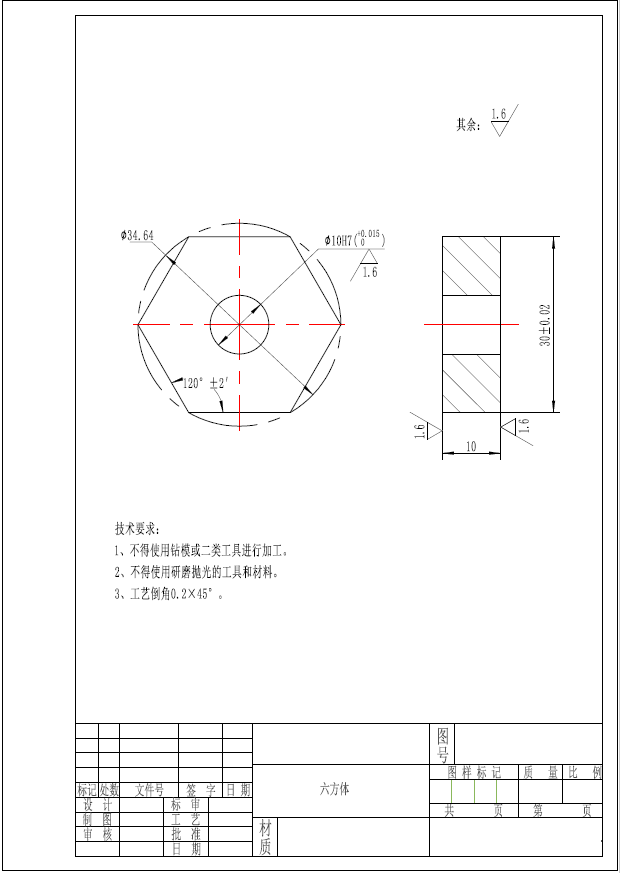 其余: 1.6
ϕ34.64
ϕ10H7(+0.015 0)
1.6
120°±2′
30±0.02
1.6
1.6
10
技术要求:
1、不得使用钻模或二类工具进行加工。
2、不得使用研磨抛光的工具和材料。
3、工艺倒角0.2×45°。
图号
图样标记 质量 比例
标记 处数 文件号 签字 日期
六方体
设计 标审
共 页 第 页
制图 工艺
审核 批准
材质
日期